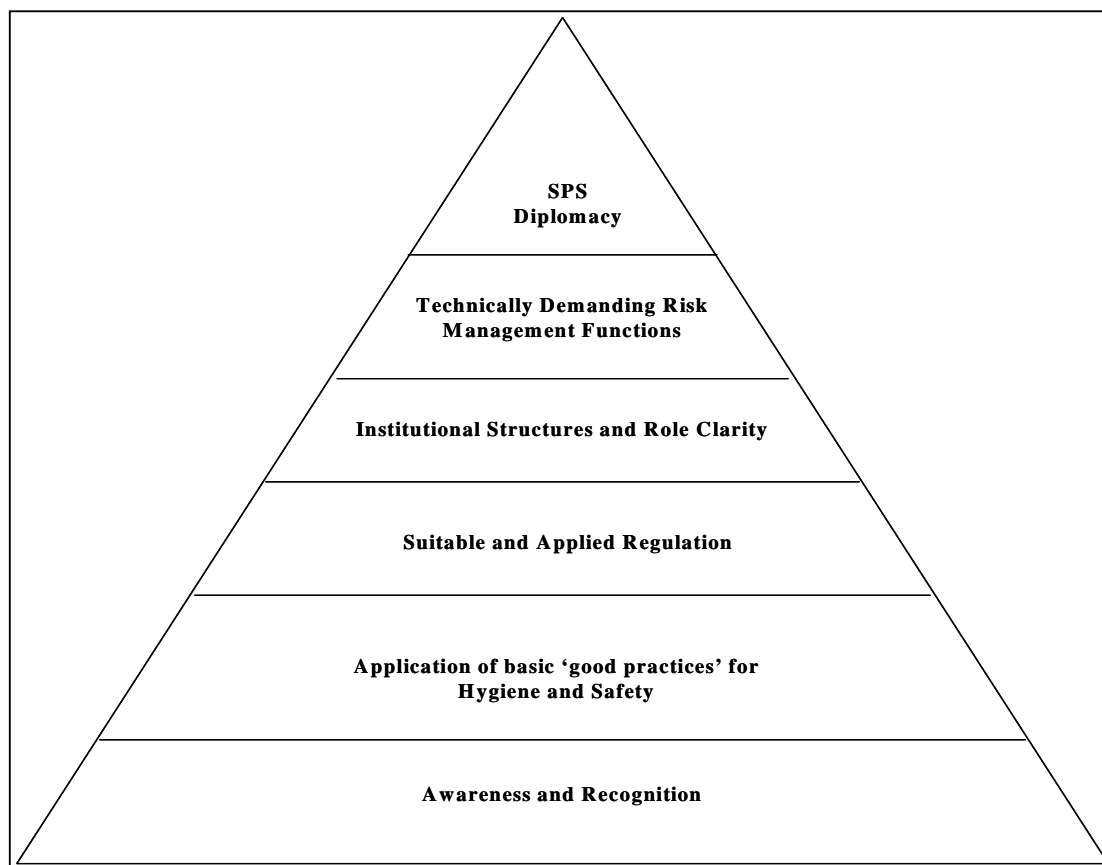 SPS
Diplomacy
Technically Demanding Risk
Management Functions
Institutional Structures and Role Clarity
Suitable and Applied Regulation
Application of basic ‘good practices’ for
Hygiene and Safety
Awareness and Recognition